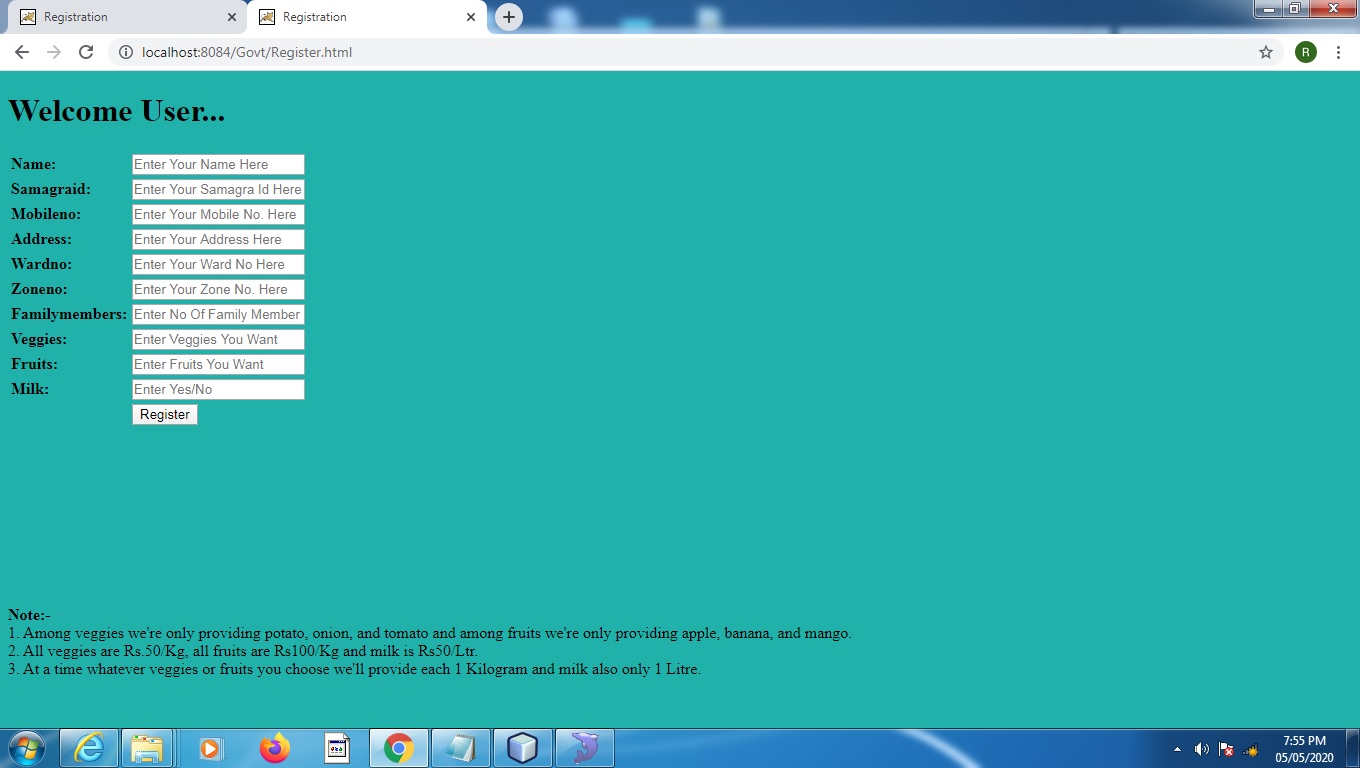 Registration
Registration
localhost:8084/Govt/Register.html
R
Welcome User...
Name: Enter Your Name Here
Samagraid: Enter Your Samagra Id Here
Mobileno: Enter Your Mobile No. Here
Address: Enter Your Address Here
Wardno: Enter Your Ward No Here
Zoneno: Enter Your Zone No. Here
Familymembers: Enter No Of Family Member
Veggies: Enter Veggies You Want
Fruits: Enter Fruits You Want
Milk: Enter Yes/No
Register
Note:-
1. Among veggies we're only providing potato, onion, and tomato and among fruits we're only providing apple, banana, and mango.
2. All veggies are Rs.50/Kg, all fruits are Rs100/Kg and milk is Rs50/Ltr.
3. At a time whatever veggies or fruits you choose we'll provide each 1 Kilogram and milk also only 1 Litre.
7:55 PM
05/05/2020